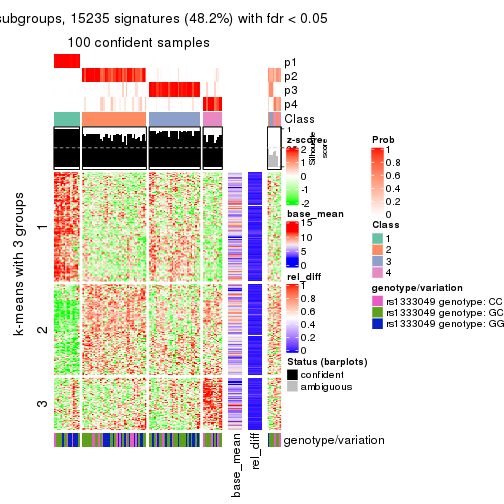 subgroups, 15235 signatures (48.2%) with fdr < 0.05
100 confident samples
p1
p2
p3
p4
Class
1
Silhouette
score
z-score
2
1
0
-1
-2
base_mean
15
10
5
0
rel_diff
1
0.8
0.6
0.4
0.2
0
Status (barplots)
confident
ambiguous
Prob
1
0.8
0.6
0.4
0.2
0
Class
1
2
3
4
genotype/variation
rs1333049 genotype: CC
rs1333049 genotype: GC
rs1333049 genotype: GG
k-means with 3 groups
1
2
3
genotype/variation
base_mean
rel_diff